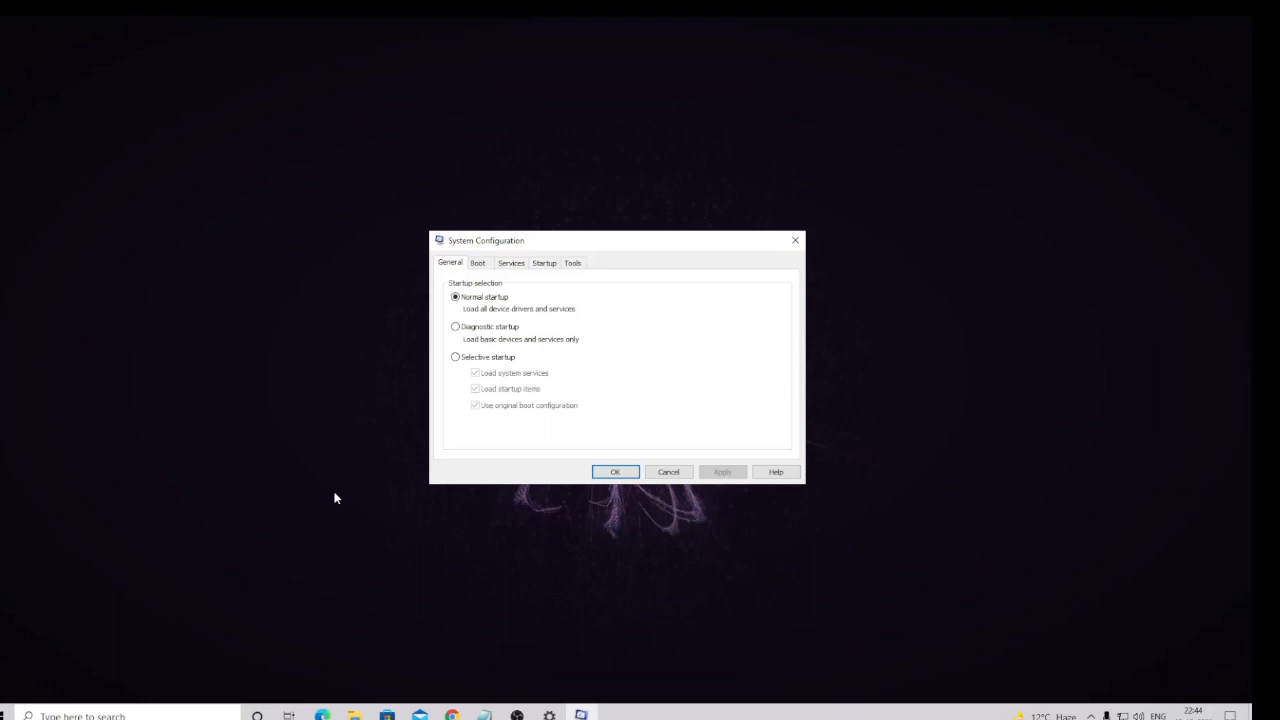 System Configuration
General Boot Services Startup Tools
Startup selection
Normal startup
Load all device drivers and services
Diagnostic startup
Load basic devices and services only
Selective startup
Load system services
Load startup items
Use original boot configuration
OK Cancel Apply Help
22:44
Type here to search 12°C Haze ENG